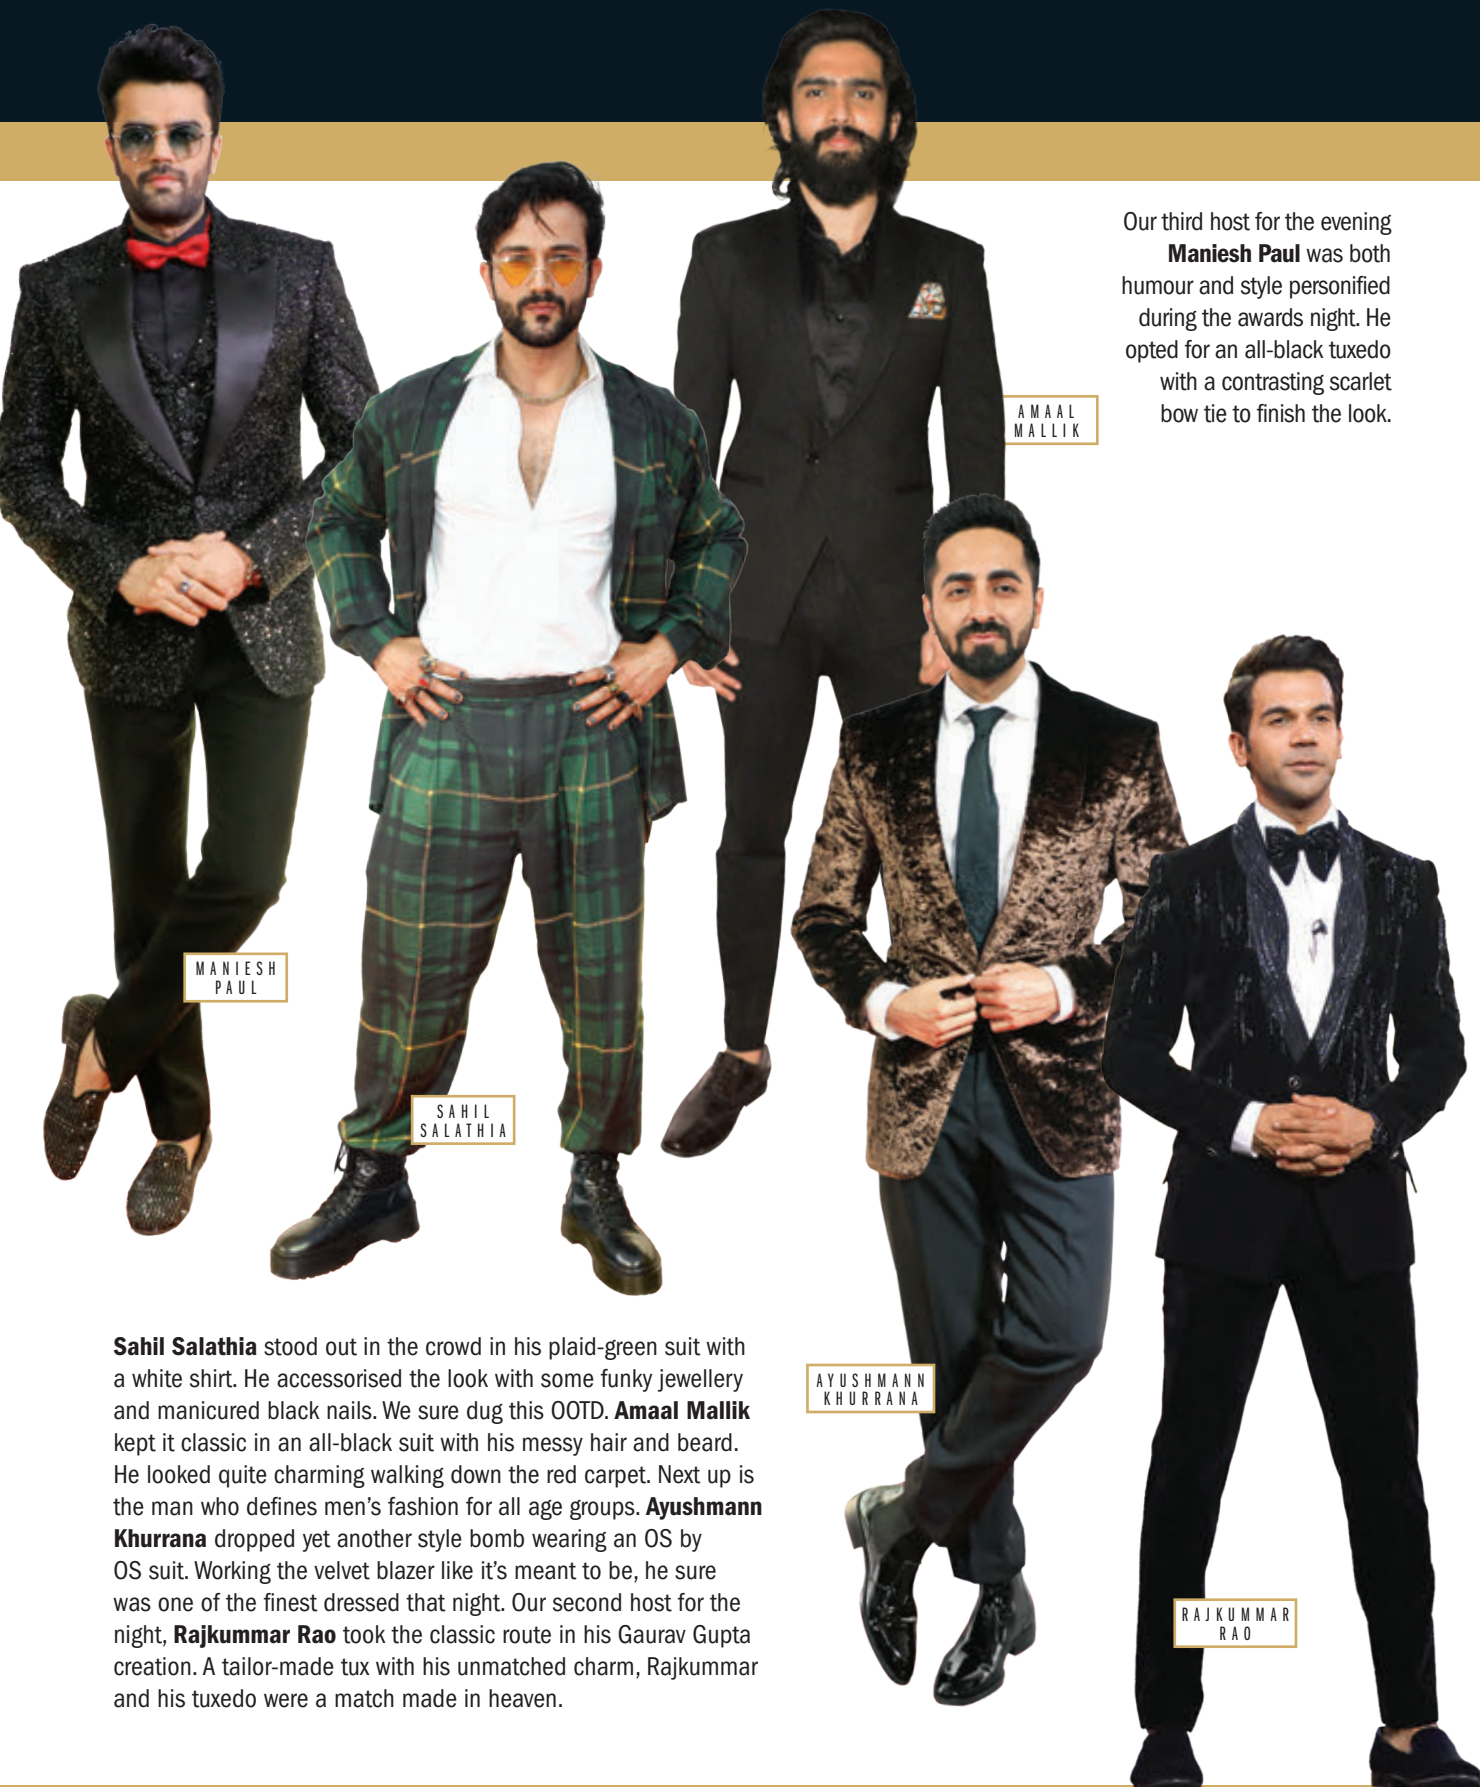 Our third host for the evening
Maniesh Paul was both
humour and style personified
during the awards night. He
opted for an all-black tuxedo
with a contrasting scarlet
bow tie to finish the look.
AMAAL
MALLIK
MANIESH
PAUL
SAHIL
SALATHIA
AYUSHMANN
KHURRANA
RAJKUMMAR
RAO
Sahil Salathia stood out in the crowd in his plaid-green suit with
a white shirt. He accessorised the look with some funky jewellery
and manicured black nails. We sure dug this OOTD. Amaal Mallik
kept it classic in an all-black suit with his messy hair and beard.
He looked quite charming walking down the red carpet. Next up is
the man who defines men’s fashion for all age groups. Ayushmann
Khurrana dropped yet another style bomb wearing an OS by
OS suit. Working the velvet blazer like it’s meant to be, he sure
was one of the finest dressed that night. Our second host for the
night, Rajkummar Rao took the classic route in his Gaurav Gupta
creation. A tailor-made tux with his unmatched charm, Rajkummar
and his tuxedo were a match made in heaven.